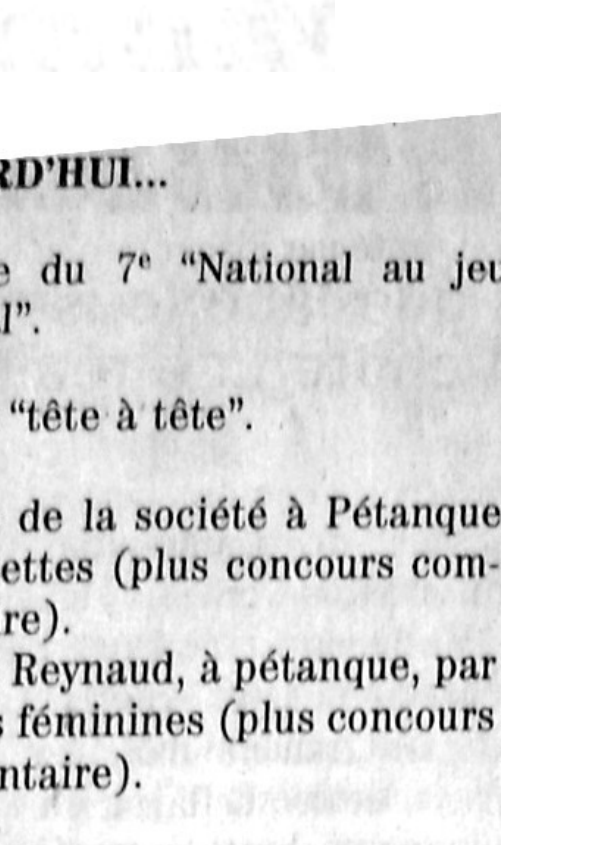 RD'HUI...
e du 7e “National au jeu
l”.
“tête à tête”.
de la société à Pétanque
ettes (plus concours com-
re).
Reynaud, à pétanque, par
s féminines (plus concours
ntaire).